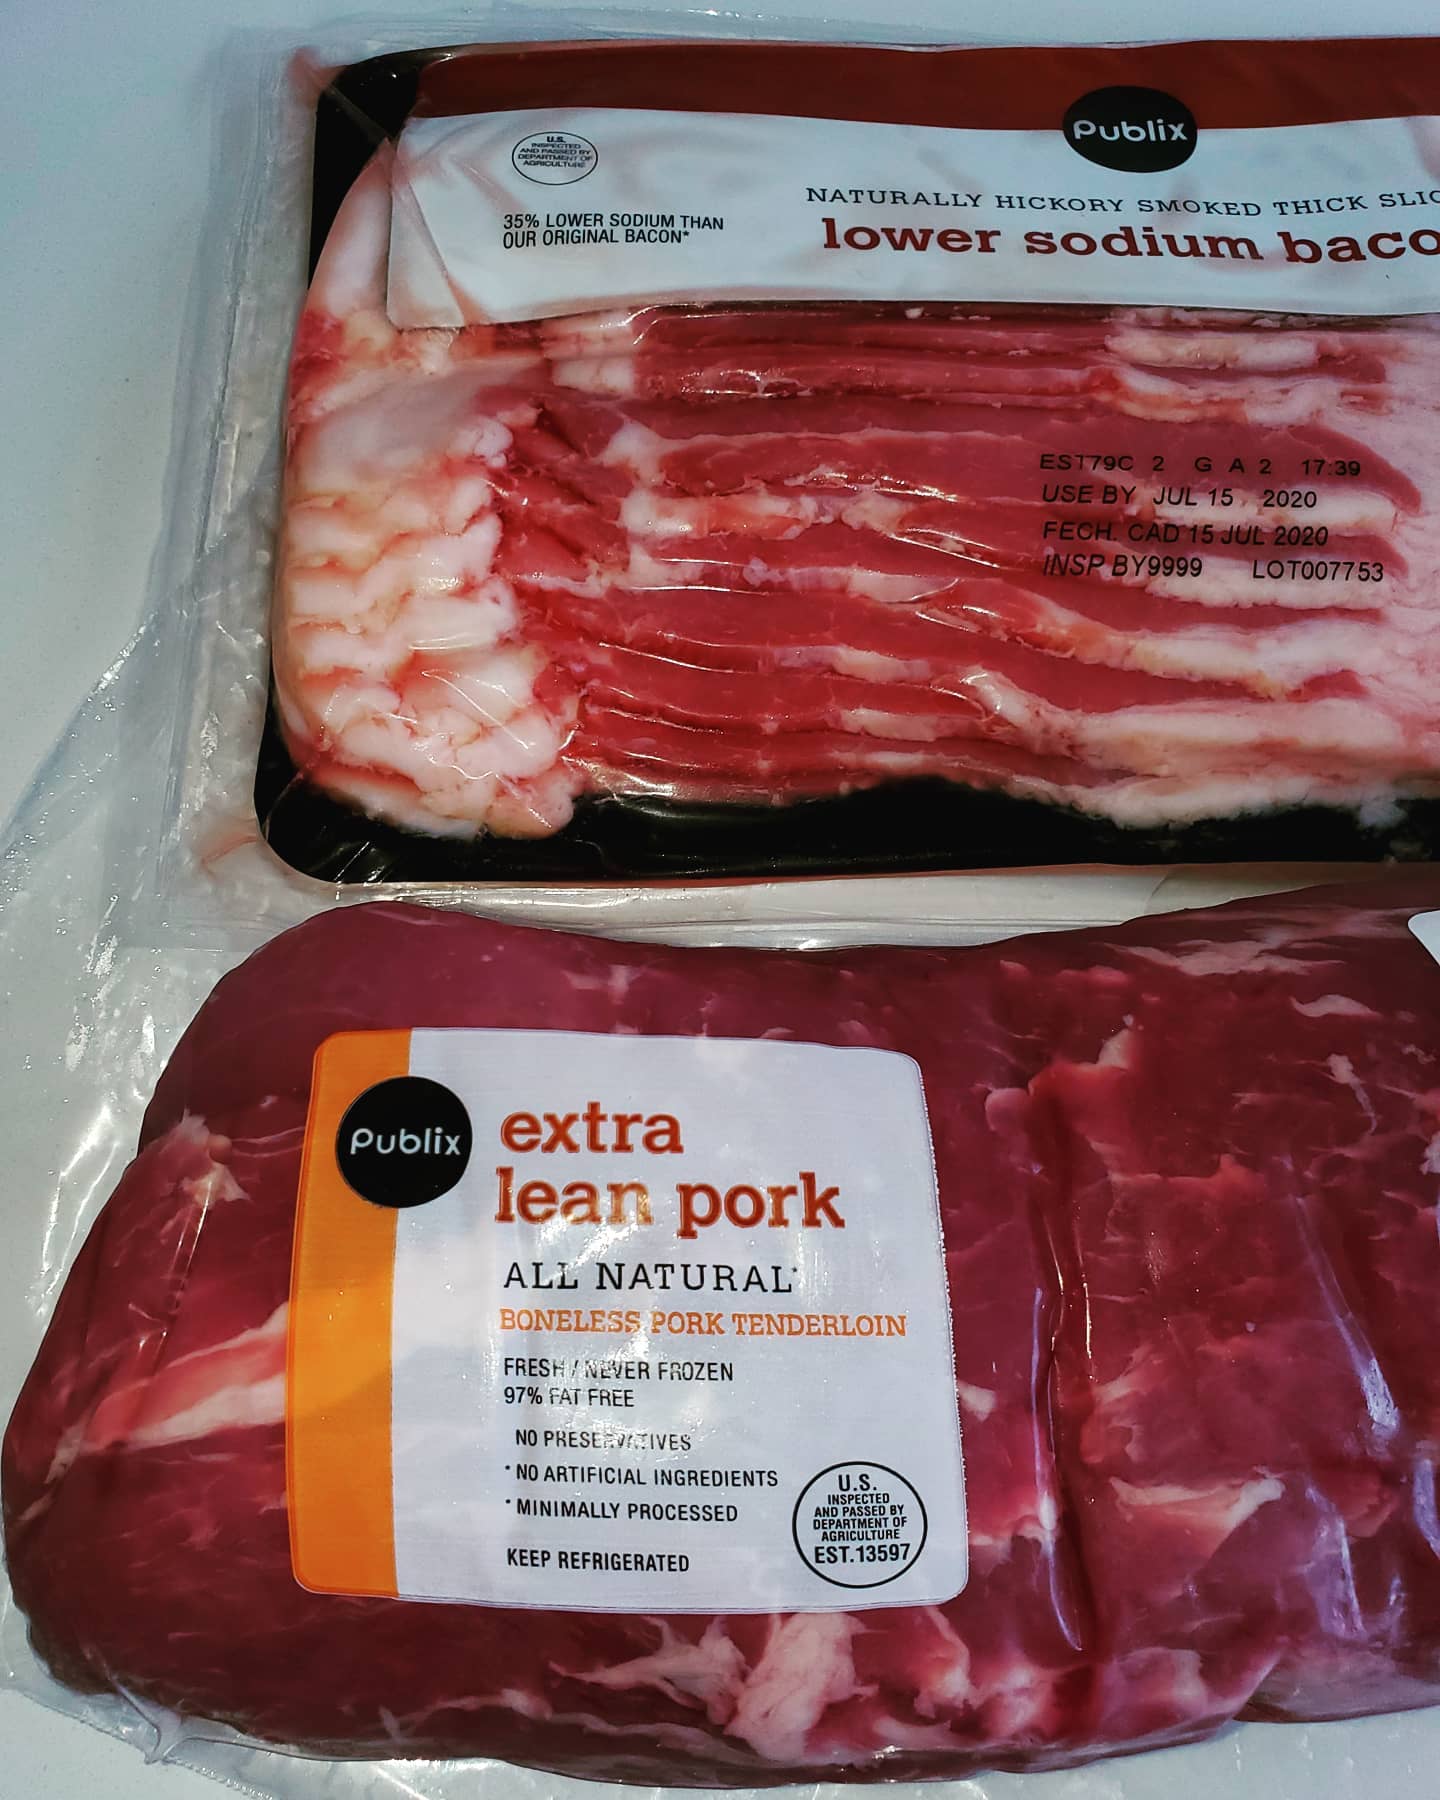 Publix
U.S.
INSPECTED
AND PASSED BY
DEPARTMENT OF
AGRICULTURE
35% LOWER SODIUM THAN
OUR ORIGINAL BACON*
NATURALLY HICKORY SMOKED THICK SLIC
lower sodium baco
EST79C 2 G A 2 17:39
USE BY JUL 15, 2020
FECH. CAD 15 JUL 2020
INSP BY9999 LOT007753
Publix
extra
lean pork
ALL NATURAL*
BONELESS PORK TENDERLOIN
FRESH / NEVER FROZEN
97% FAT FREE
NO PRESERVATIVES
*NO ARTIFICIAL INGREDIENTS
*MINIMALLY PROCESSED
KEEP REFRIGERATED
U.S.
INSPECTED
AND PASSED BY
DEPARTMENT OF
AGRICULTURE
EST.13597